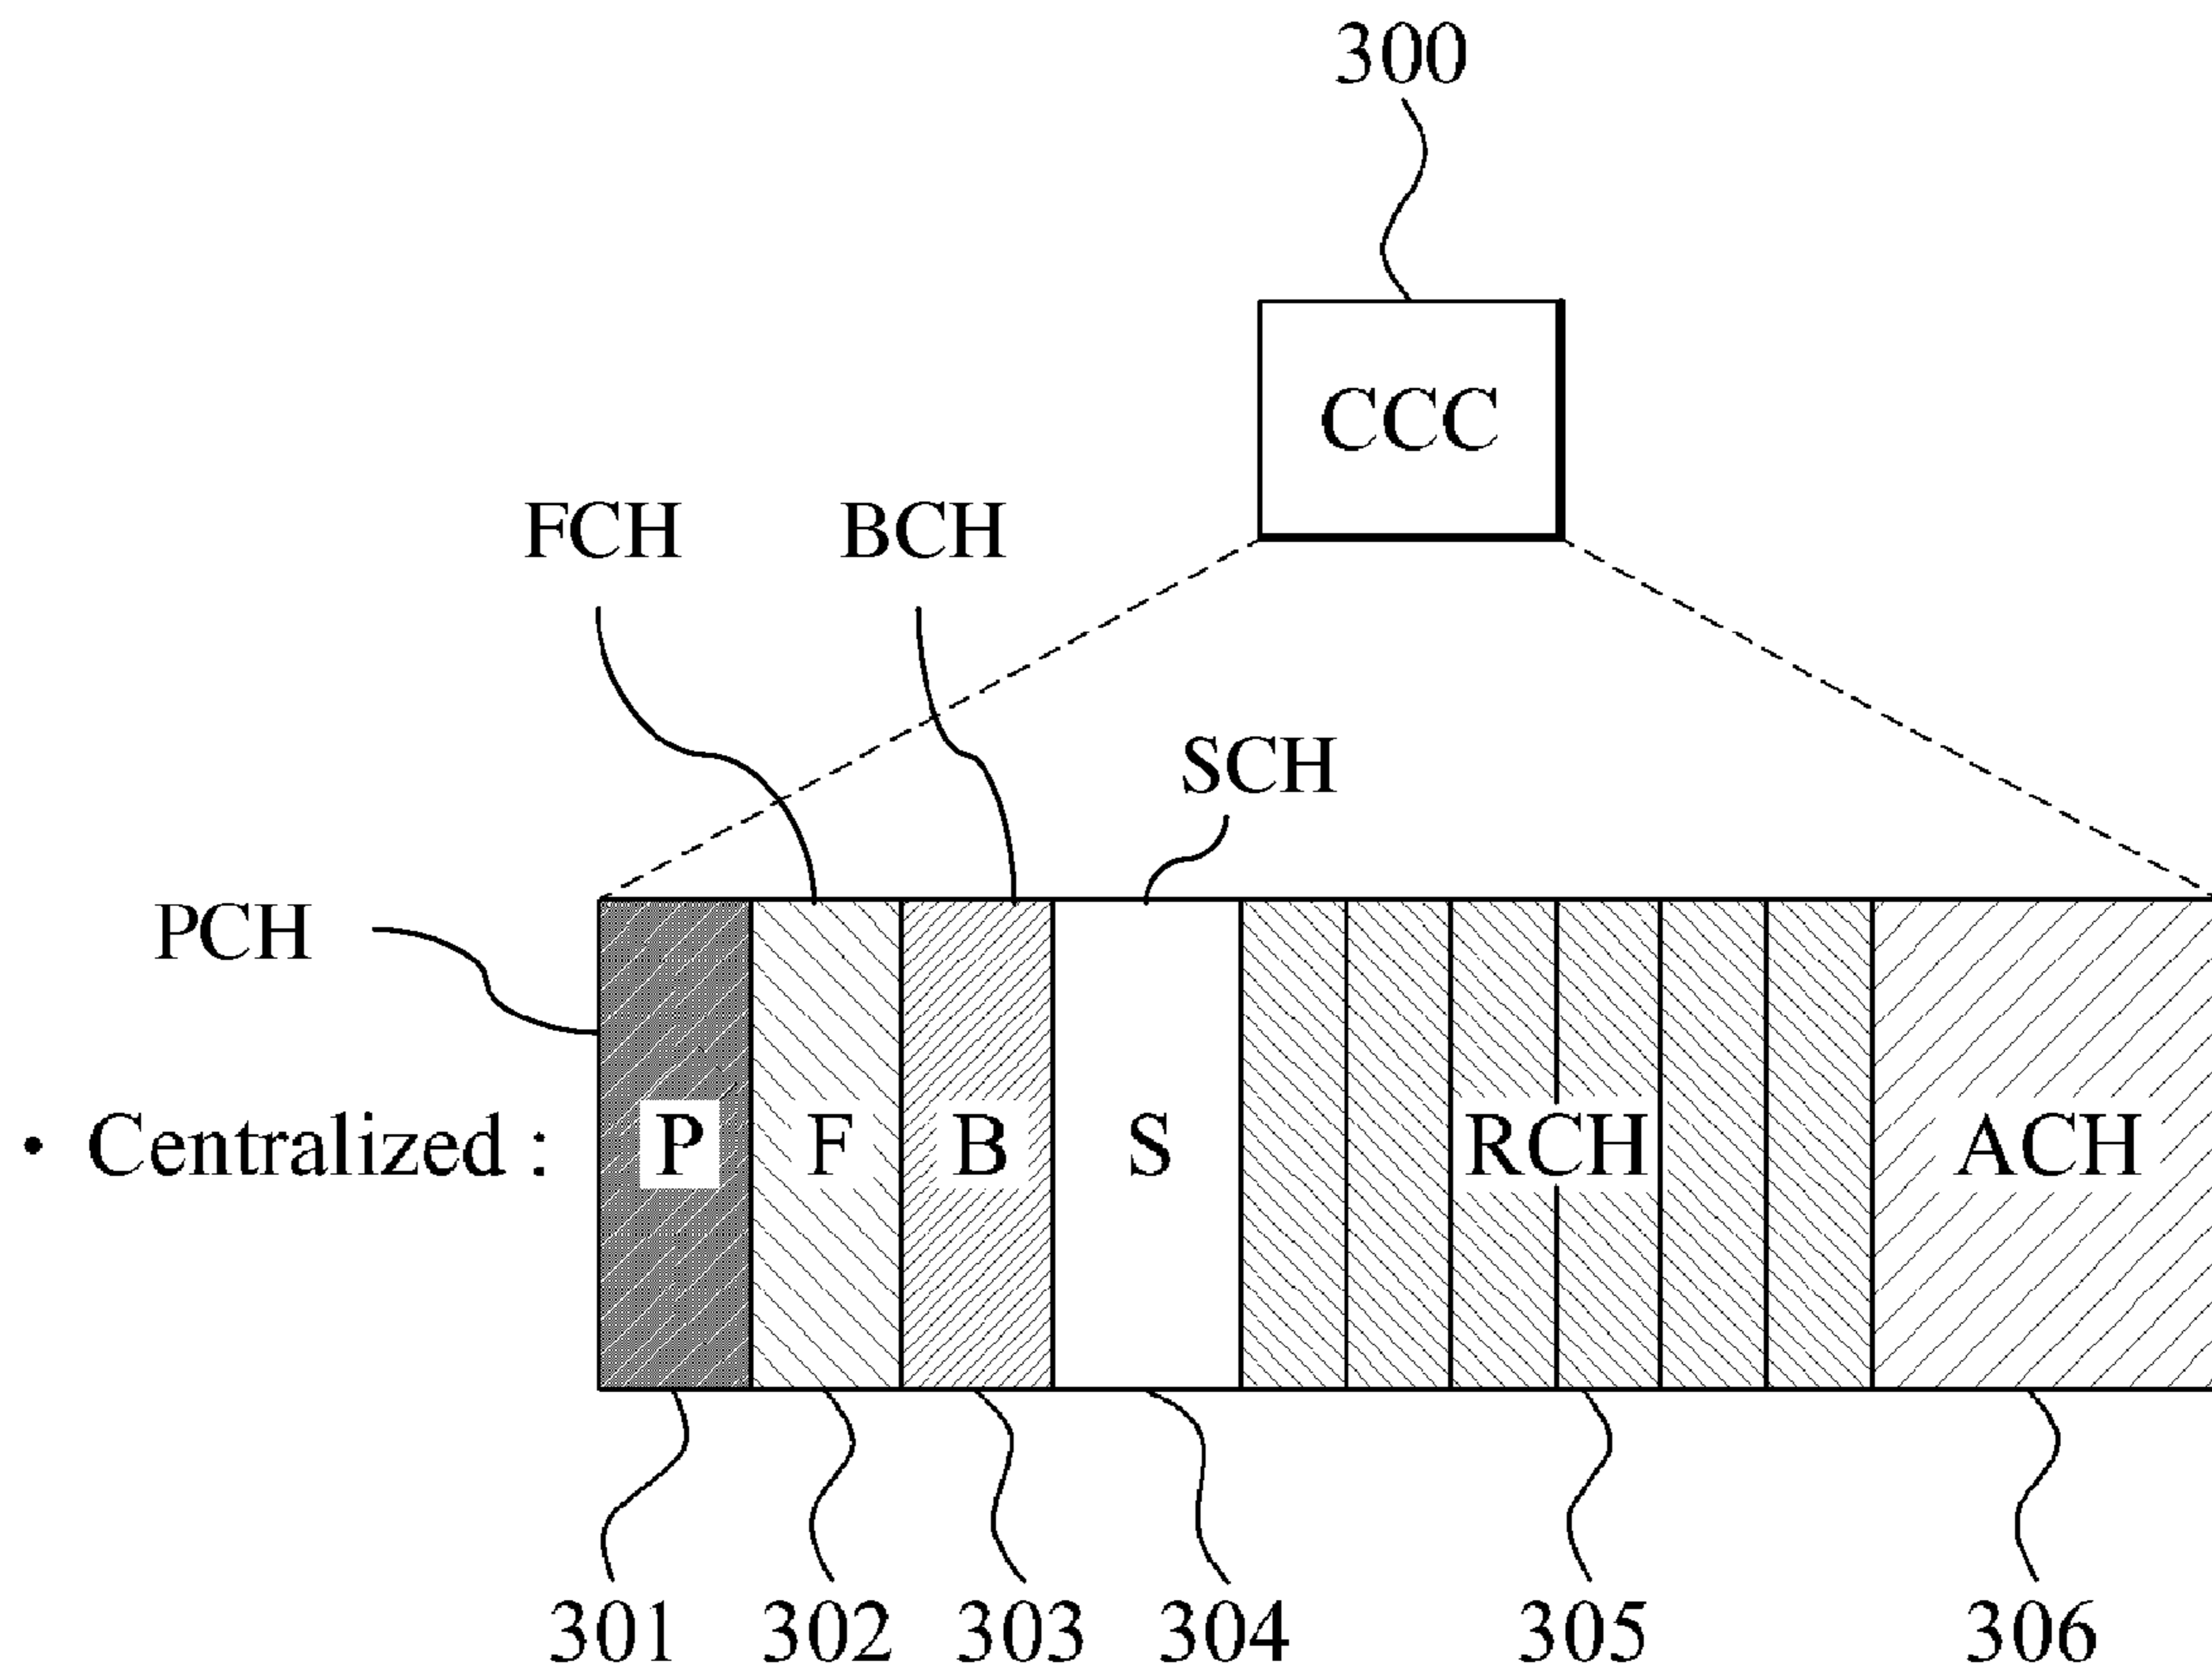 300
CCC
FCH BCH
SCH
PCH
• Centralized : P F B S RCH ACH
301 302 303 304 305 306